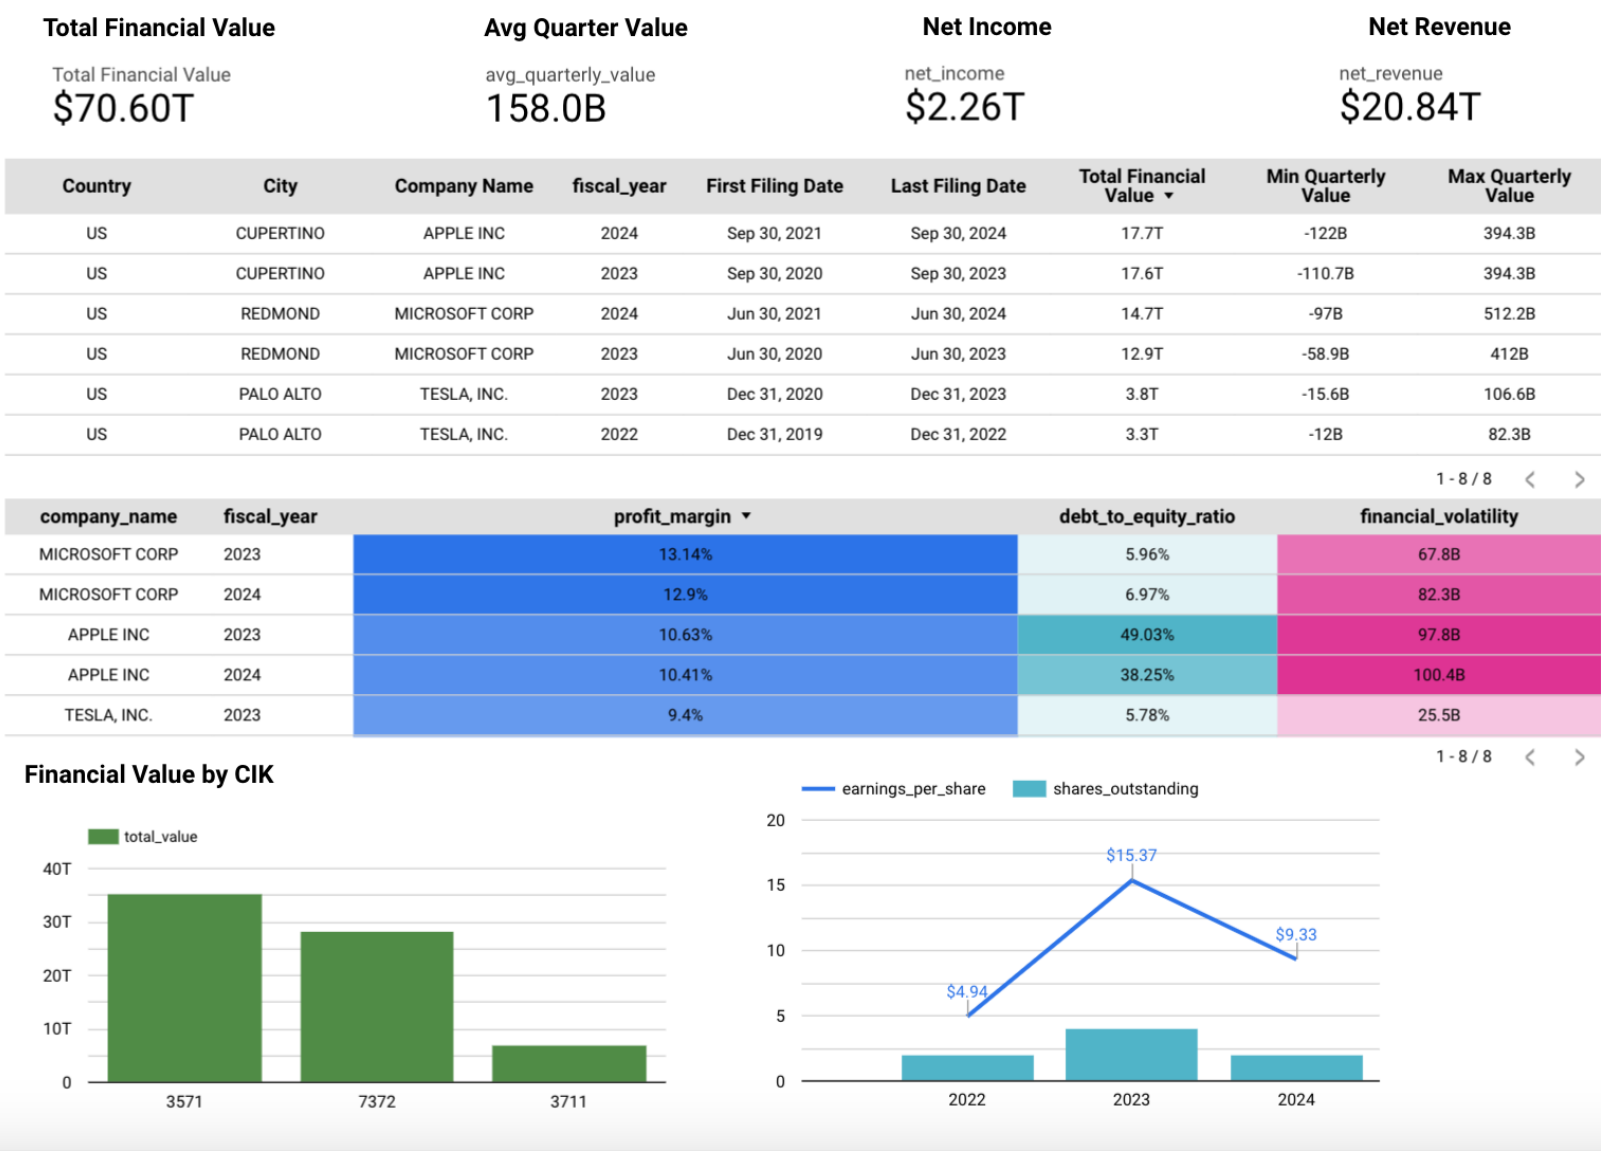 Total Financial Value
Avg Quarter Value
Net Income
Net Revenue
Total Financial Value
avg_quarterly_value
net_income
net_revenue
$70.60T
158.0B
$2.26T
$20.84T
Country City Company Name fiscal_year First Filing Date Last Filing Date Total Financial Value Min Quarterly Value Max Quarterly Value
US CUPERTINO APPLE INC 2024 Sep 30, 2021 Sep 30, 2024 17.7T -122B 394.3B
US CUPERTINO APPLE INC 2023 Sep 30, 2020 Sep 30, 2023 17.6T -110.7B 394.3B
US REDMOND MICROSOFT CORP 2024 Jun 30, 2021 Jun 30, 2024 14.7T -97B 512.2B
US REDMOND MICROSOFT CORP 2023 Jun 30, 2020 Jun 30, 2023 12.9T -58.9B 412B
US PALO ALTO TESLA, INC. 2023 Dec 31, 2020 Dec 31, 2023 3.8T -15.6B 106.6B
US PALO ALTO TESLA, INC. 2022 Dec 31, 2019 Dec 31, 2022 3.3T -12B 82.3B
1 - 8 / 8
company_name fiscal_year profit_margin debt_to_equity_ratio financial_volatility
MICROSOFT CORP 2023 13.14% 5.96% 67.8B
MICROSOFT CORP 2024 12.9% 6.97% 82.3B
APPLE INC 2023 10.63% 49.03% 97.8B
APPLE INC 2024 10.41% 38.25% 100.4B
TESLA, INC. 2023 9.4% 5.78% 25.5B
1 - 8 / 8
Financial Value by CIK
total_value
40T
30T
20T
10T
0
3571 7372 3711
earnings_per_share shares_outstanding
20
15
10
5
0
$4.94
$15.37
$9.33
2022 2023 2024